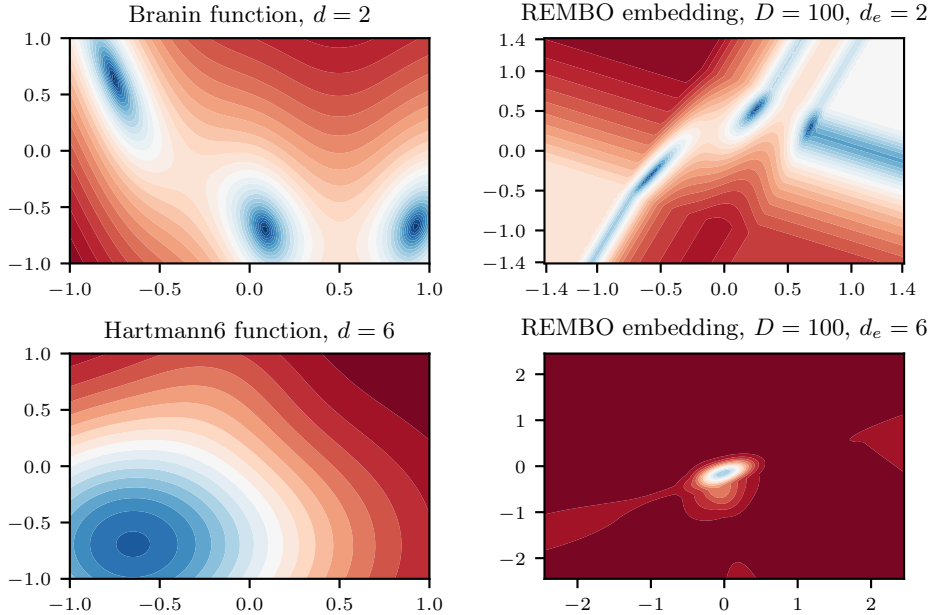 Branin function, d = 2
1.0
0.5
0.0
−0.5
−1.0
−1.0 −0.5 0.0 0.5 1.0
REMBO embedding, D = 100, d_e = 2
1.4
1.0
0.5
0.0
−0.5
−1.0
−1.4
−1.4 −1.0 −0.5 0.0 0.5 1.0 1.4
Hartmann6 function, d = 6
1.0
0.5
0.0
−0.5
−1.0
−1.0 −0.5 0.0 0.5 1.0
REMBO embedding, D = 100, d_e = 6
2
1
0
−1
−2
−2 −1 0 1 2